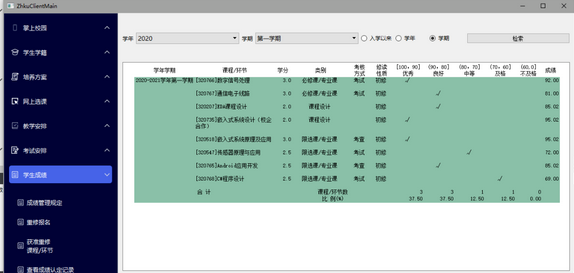 ZhkuClientMain
掌上校园
学生学籍
培养方案
网上选课
教学安排
考试安排
学生成绩
成绩管理规定
重修报名
获准重修
课程/环节
查看成绩认定记录
学年 2020 学期 第一学期 入学以来 学年 学期 检索
学年学期 课程/环节 学分 类别 考核方式 修读性质 [100, 90] 优秀 (90, 80] 良好 (80, 70] 中等 (70, 60] 及格 (60,0] 不及格 成绩
2020-2021学年第一学期 [320766]数字信号处理 3.0 必修课/专业课 考试 初修 √ 92.00
[320767]通信电子线路 3.0 必修课/专业课 考试 初修 √ 81.00
[320207]EDA课程设计 2.0 课程设计 初修 √ 85.02
[320735]嵌入式系统设计（校企合作） 2.0 课程设计 初修 √ 95.02
[320518]嵌入式系统原理及应用 3.0 限选课/专业课 考查 初修 √ 95.02
[320547]传感器原理与应用 2.5 限选课/专业课 考试 初修 √ 72.00
[320765]Android应用开发 2.5 限选课/专业课 考查 初修 √ 85.02
[320768]C#程序设计 2.5 限选课/专业课 考试 初修 √ 69.00
合 计 课程/环节数 3 3 1 1 0
比 例(%) 37.50 37.50 12.50 12.50 0.00